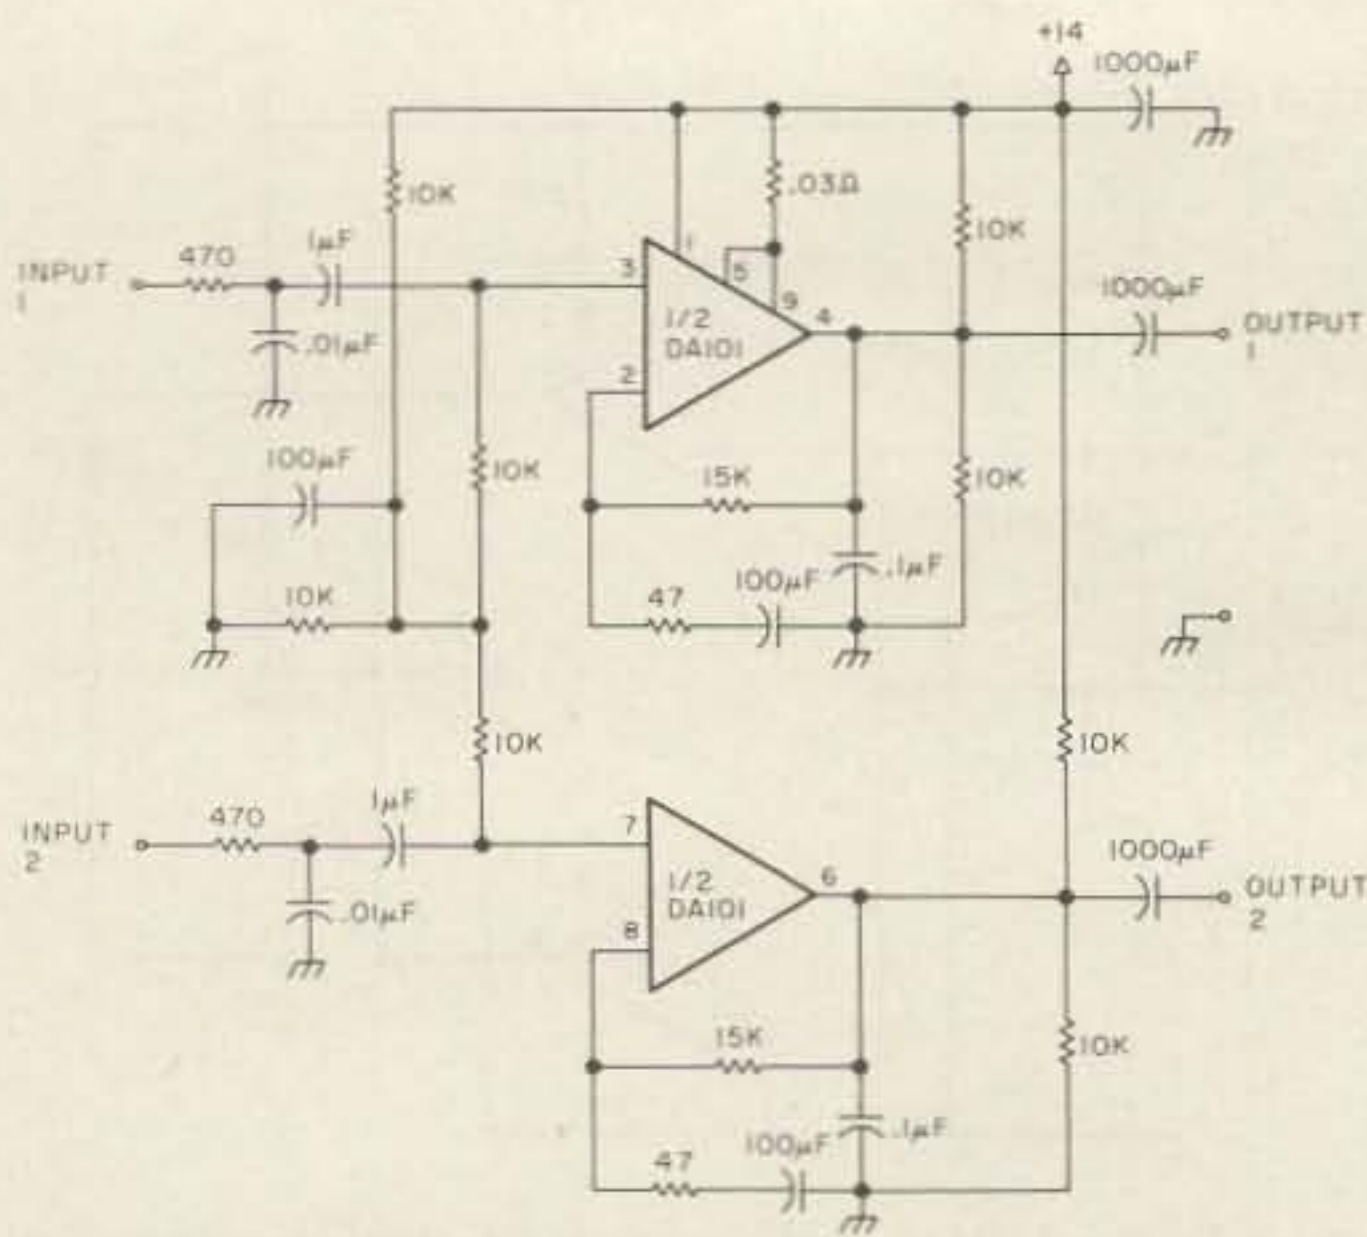 +14
1000µF
10K
.03Ω
10K
1µF
470
INPUT
1
.01µF
3
1
5
9
4
1/2
DA101
2
1000µF
OUTPUT
1
100µF
10K
15K
10K
10K
47
100µF
.1µF
10K
10K
1µF
470
INPUT
2
.01µF
7
1/2
DA101
6
8
1000µF
OUTPUT
2
15K
10K
47
100µF
.1µF